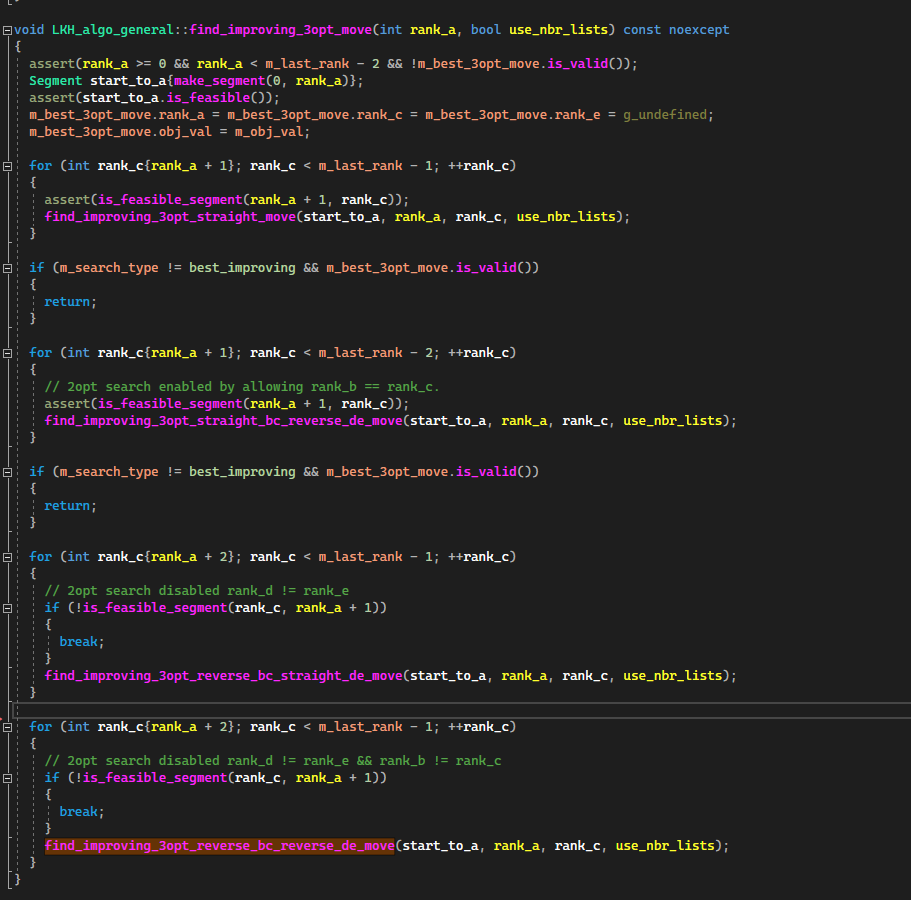 void LKH_algo_general::find_improving_3opt_move(int rank_a, bool use_nbr_lists) const noexcept
{
assert(rank_a >= 0 && rank_a < m_last_rank - 2 && !m_best_3opt_move.is_valid());
Segment start_to_a{make_segment(0, rank_a)};
assert(start_to_a.is_feasible());
m_best_3opt_move.rank_a = m_best_3opt_move.rank_c = m_best_3opt_move.rank_e = g_undefined;
m_best_3opt_move.obj_val = m_obj_val;
for (int rank_c{rank_a + 1}; rank_c < m_last_rank - 1; ++rank_c)
{
assert(is_feasible_segment(rank_a + 1, rank_c));
find_improving_3opt_straight_move(start_to_a, rank_a, rank_c, use_nbr_lists);
}
if (m_search_type != best_improving && m_best_3opt_move.is_valid())
{
return;
}
for (int rank_c{rank_a + 1}; rank_c < m_last_rank - 2; ++rank_c)
{
// 2opt search enabled by allowing rank_b == rank_c.
assert(is_feasible_segment(rank_a + 1, rank_c));
find_improving_3opt_straight_bc_reverse_de_move(start_to_a, rank_a, rank_c, use_nbr_lists);
}
if (m_search_type != best_improving && m_best_3opt_move.is_valid())
{
return;
}
for (int rank_c{rank_a + 2}; rank_c < m_last_rank - 1; ++rank_c)
{
// 2opt search disabled rank_d != rank_e
if (!is_feasible_segment(rank_c, rank_a + 1))
{
break;
}
find_improving_3opt_reverse_bc_straight_de_move(start_to_a, rank_a, rank_c, use_nbr_lists);
}
for (int rank_c{rank_a + 2}; rank_c < m_last_rank - 1; ++rank_c)
{
// 2opt search disabled rank_d != rank_e && rank_b != rank_c
if (!is_feasible_segment(rank_c, rank_a + 1))
{
break;
}
find_improving_3opt_reverse_bc_reverse_de_move(start_to_a, rank_a, rank_c, use_nbr_lists);
}
}